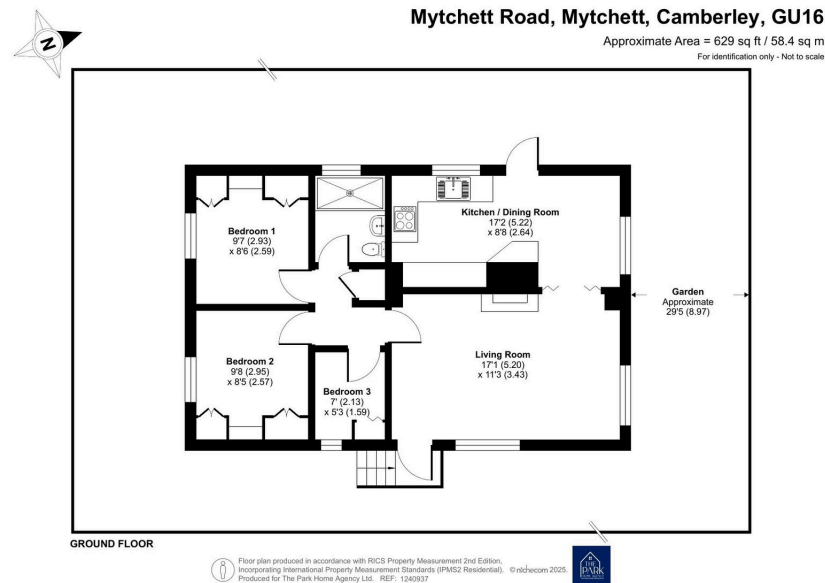 Mytchett Road, Mytchett, Camberley, GU16
Approximate Area = 629 sq ft / 58.4 sq m
For identification only - Not to scale
N
Bedroom 1
9'7 (2.93)
x 8'6 (2.59)
Kitchen / Dining Room
17'2 (5.22)
x 8'8 (2.64)
Garden
Approximate
29'5 (8.97)
Bedroom 2
9'8 (2.95)
x 8'5 (2.57)
Living Room
17'1 (5.20)
x 11'3 (3.43)
Bedroom 3
7' (2.13)
x 5'3 (1.59)
GROUND FLOOR
Floor plan produced in accordance with RICS Property Measurement 2nd Edition,
Incorporating International Property Measurement Standards (IPMS2 Residential). © nichecom 2025.
Produced for The Park Home Agency Ltd. REF: 1240937
THE
PARK